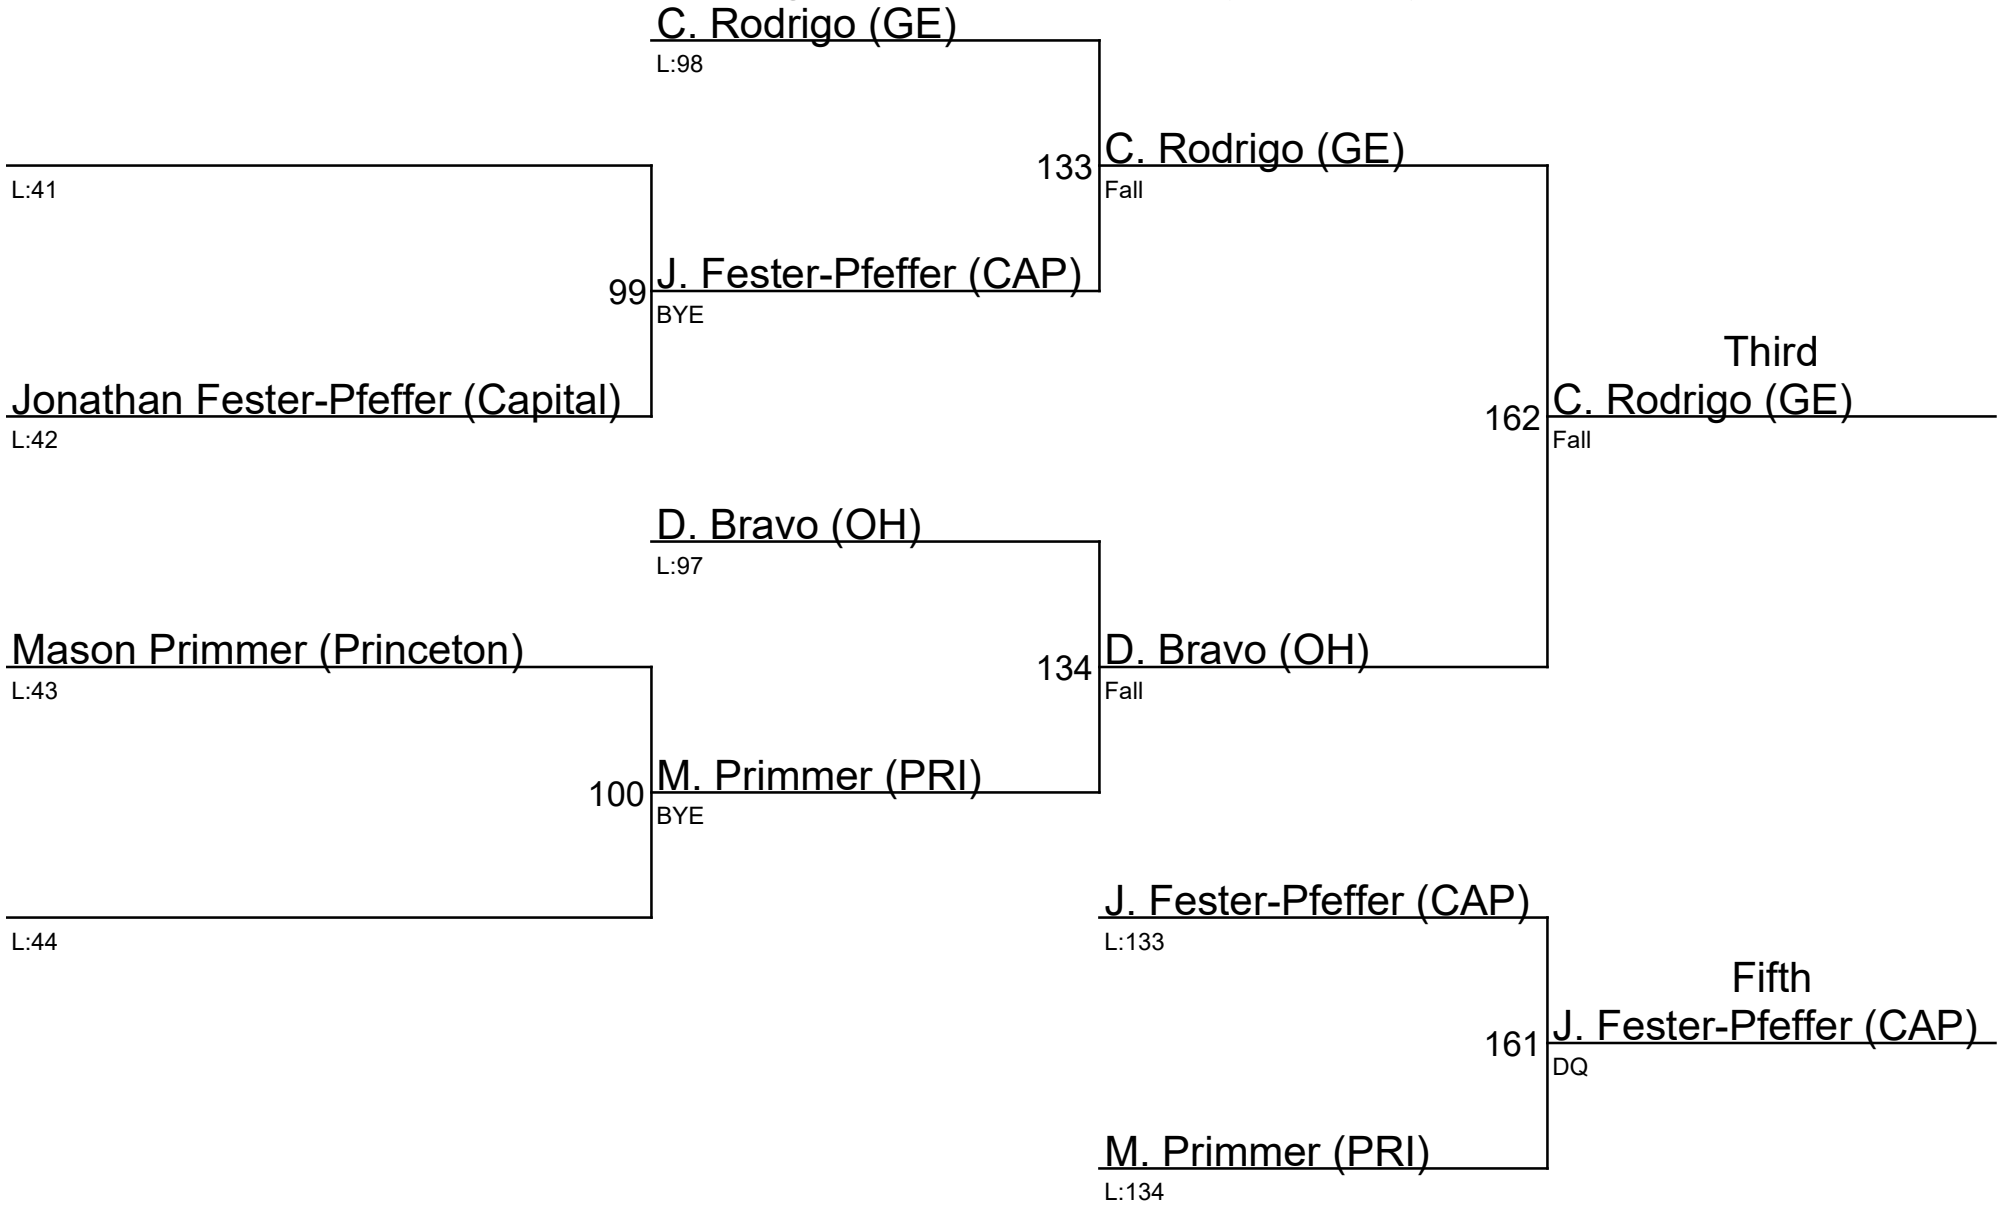 C. Rodrigo (GE)
L:98
133
C. Rodrigo (GE)
Fall
L:41
99
J. Fester-Pfeffer (CAP)
BYE
Jonathan Fester-Pfeffer (Capital)
L:42
Third
162
C. Rodrigo (GE)
Fall
D. Bravo (OH)
L:97
Mason Primmer (Princeton)
L:43
134
D. Bravo (OH)
Fall
100
M. Primmer (PRI)
BYE
L:44
J. Fester-Pfeffer (CAP)
L:133
Fifth
161
J. Fester-Pfeffer (CAP)
DQ
M. Primmer (PRI)
L:134